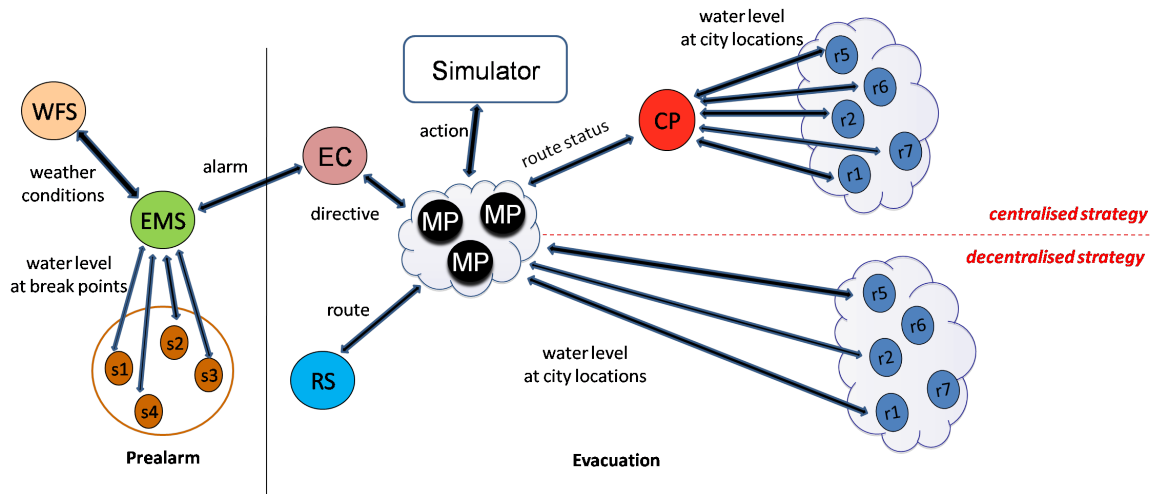 WFS
weather
conditions
EMS
water level
at break points
s1
s2
s3
s4
Prealarm
alarm
EC
directive
Simulator
action
MP
MP
MP
route
RS
route status
CP
water level
at city locations
r5
r6
r2
r7
r1
centralised strategy
decentralised strategy
water level
at city locations
r5
r6
r2
r7
r1
Evacuation